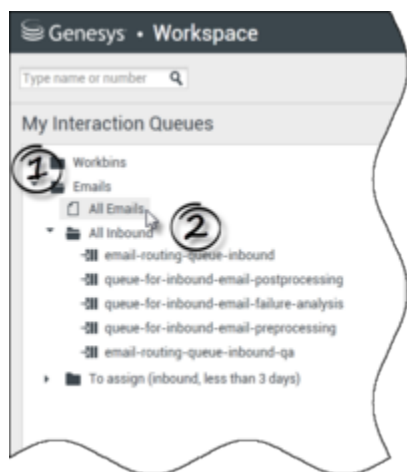 Genesys • Workspace
Type name or number
My Interaction Queues
1
Workbins
Emails
All Emails
2
All Inbound
email-routing-queue-inbound
queue-for-inbound-email-postprocessing
queue-for-inbound-email-failure-analysis
queue-for-inbound-email-preprocessing
email-routing-queue-inbound-qa
To assign (inbound, less than 3 days)